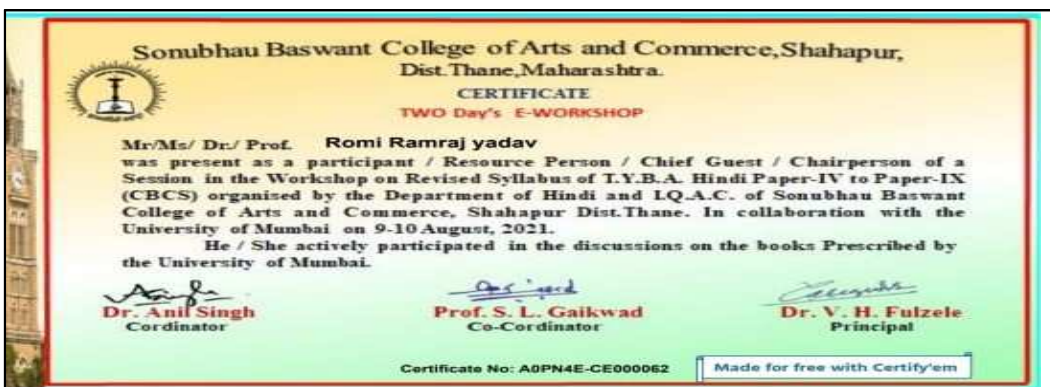 Sonubhau Baswant College of Arts and Commerce,Shahapur,
Dist.Thane,Maharashtra.
CERTIFICATE
TWO Day's E-WORKSHOP
Mr/Ms/ Dr./ Prof. Romi Ramraj yadav
was present as a participant / Resource Person / Chief Guest / Chairperson of a
Session in the Workshop on Revised Syllabus of T.Y.B.A. Hindi Paper-IV to Paper-IX
(CBCS) organised by the Department of Hindi and I.Q.A.C. of Sonubhau Baswant
College of Arts and Commerce, Shahapur Dist.Thane. In collaboration with the
University of Mumbai on 9-10 August, 2021.
He / She actively participated in the discussions on the books Prescribed by
the University of Mumbai.
Dr. Anil Singh Prof. S. L. Gaikwad Dr. V. H. Fulzele
Cordinator Co-Cordinator Principal
Certificate No: A0PN4E-CE000062 Made for free with Certify'em